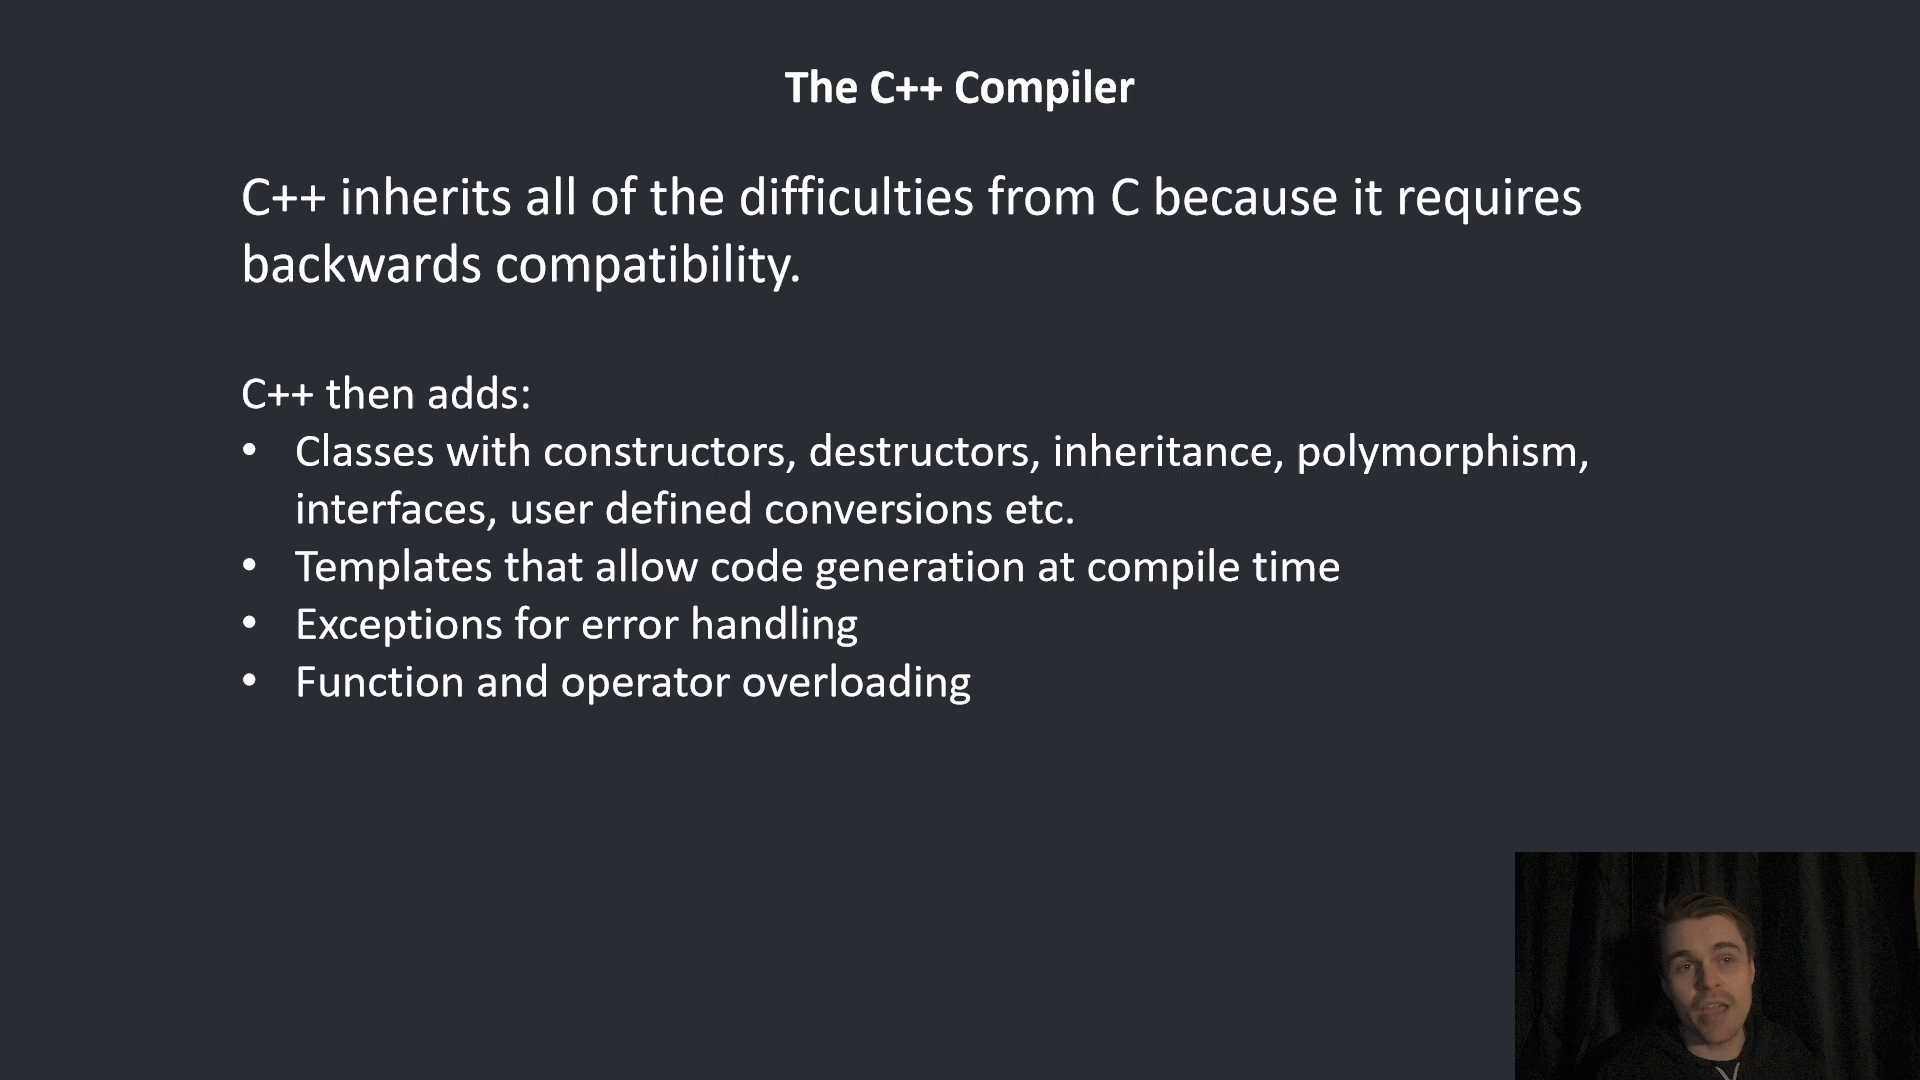 The C++ Compiler
C++ inherits all of the difficulties from C because it requires
backwards compatibility.
C++ then adds:
• Classes with constructors, destructors, inheritance, polymorphism,
interfaces, user defined conversions etc.
• Templates that allow code generation at compile time
• Exceptions for error handling
• Function and operator overloading